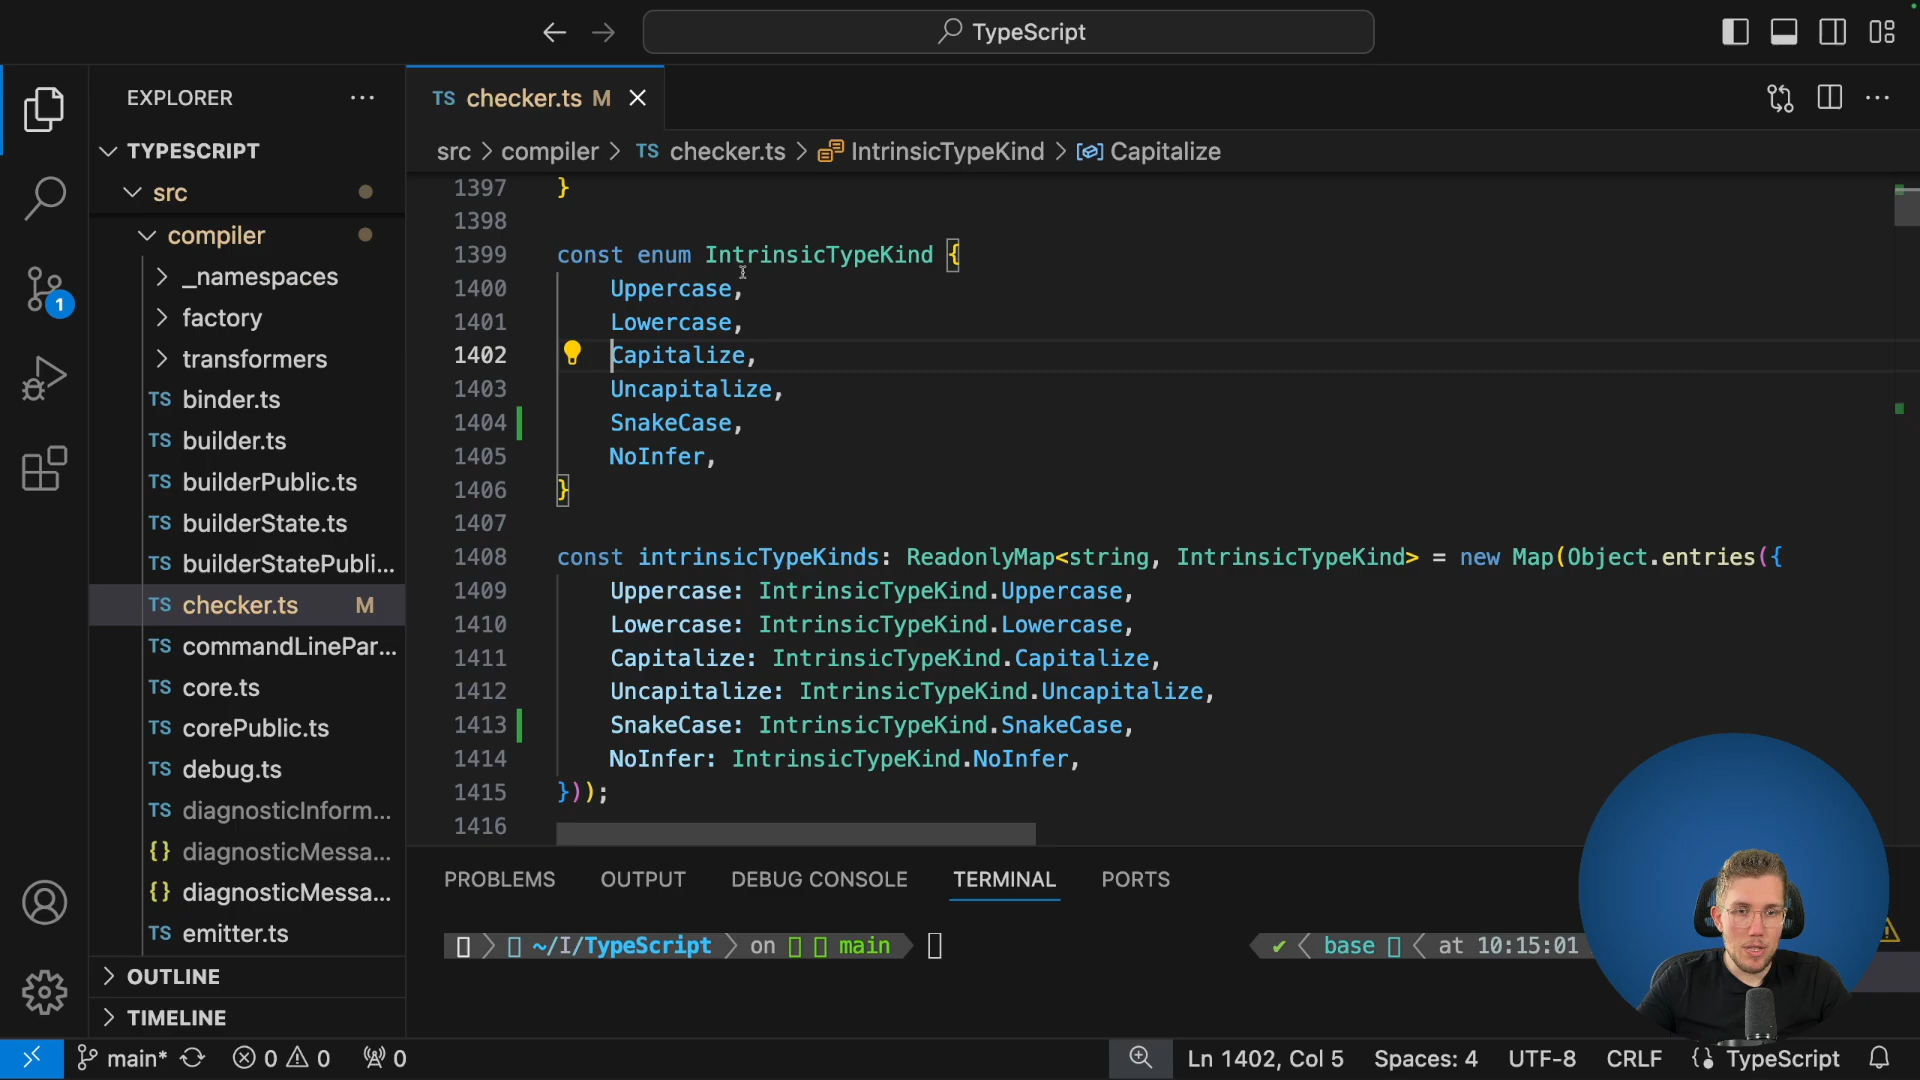 TypeScript
EXPLORER
TYPESCRIPT
src
compiler
_namespaces
factory
transformers
TS binder.ts
TS builder.ts
TS builderPublic.ts
TS builderState.ts
TS builderStatePubli...
TS checker.ts M
TS commandLinePar...
TS core.ts
TS corePublic.ts
TS debug.ts
TS diagnosticInform...
{} diagnosticMessa...
{} diagnosticMessa...
TS emitter.ts
OUTLINE
TIMELINE
1
TS checker.ts M
src > compiler > TS checker.ts > IntrinsicTypeKind > Capitalize
1397 }
1398
1399 const enum IntrinsicTypeKind {
1400 Uppercase,
1401 Lowercase,
1402 Capitalize,
1403 Uncapitalize,
1404 SnakeCase,
1405 NoInfer,
1406 }
1407
1408 const intrinsicTypeKinds: ReadonlyMap<string, IntrinsicTypeKind> = new Map(Object.entries({
1409 Uppercase: IntrinsicTypeKind.Uppercase,
1410 Lowercase: IntrinsicTypeKind.Lowercase,
1411 Capitalize: IntrinsicTypeKind.Capitalize,
1412 Uncapitalize: IntrinsicTypeKind.Uncapitalize,
1413 SnakeCase: IntrinsicTypeKind.SnakeCase,
1414 NoInfer: IntrinsicTypeKind.NoInfer,
1415 }));
1416
PROBLEMS OUTPUT DEBUG CONSOLE TERMINAL PORTS
~/I/TypeScript on main ✔ base at 10:15:01
main* 0 0 0 Ln 1402, Col 5 Spaces: 4 UTF-8 CRLF {} TypeScript